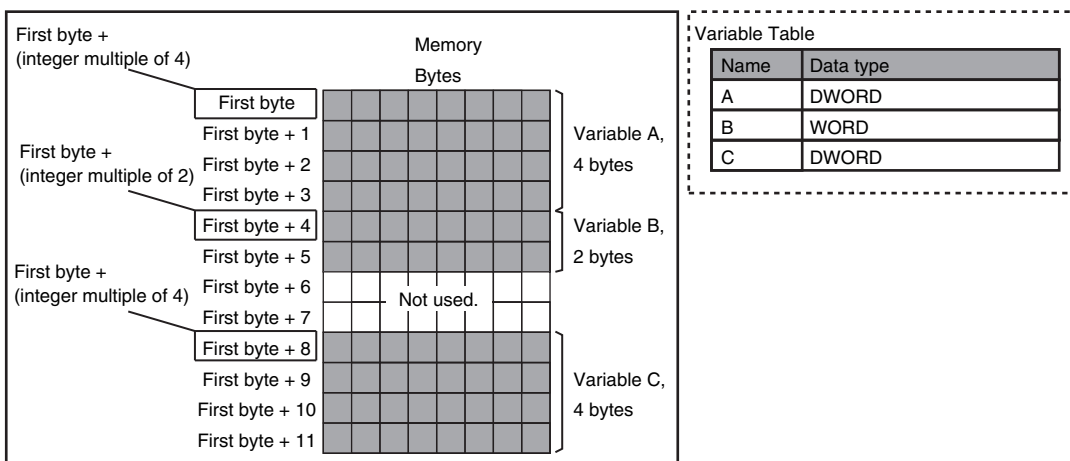 First byte +
(integer multiple of 4)
Memory
Bytes
First byte
First byte + 1
First byte + 2
First byte + 3
Variable A,
4 bytes
First byte +
(integer multiple of 2)
First byte + 4
First byte + 5
Variable B,
2 bytes
First byte + 6
First byte + 7
Not used.
First byte +
(integer multiple of 4)
First byte + 8
First byte + 9
First byte + 10
First byte + 11
Variable C,
4 bytes
Variable Table
Name Data type
A DWORD
B WORD
C DWORD